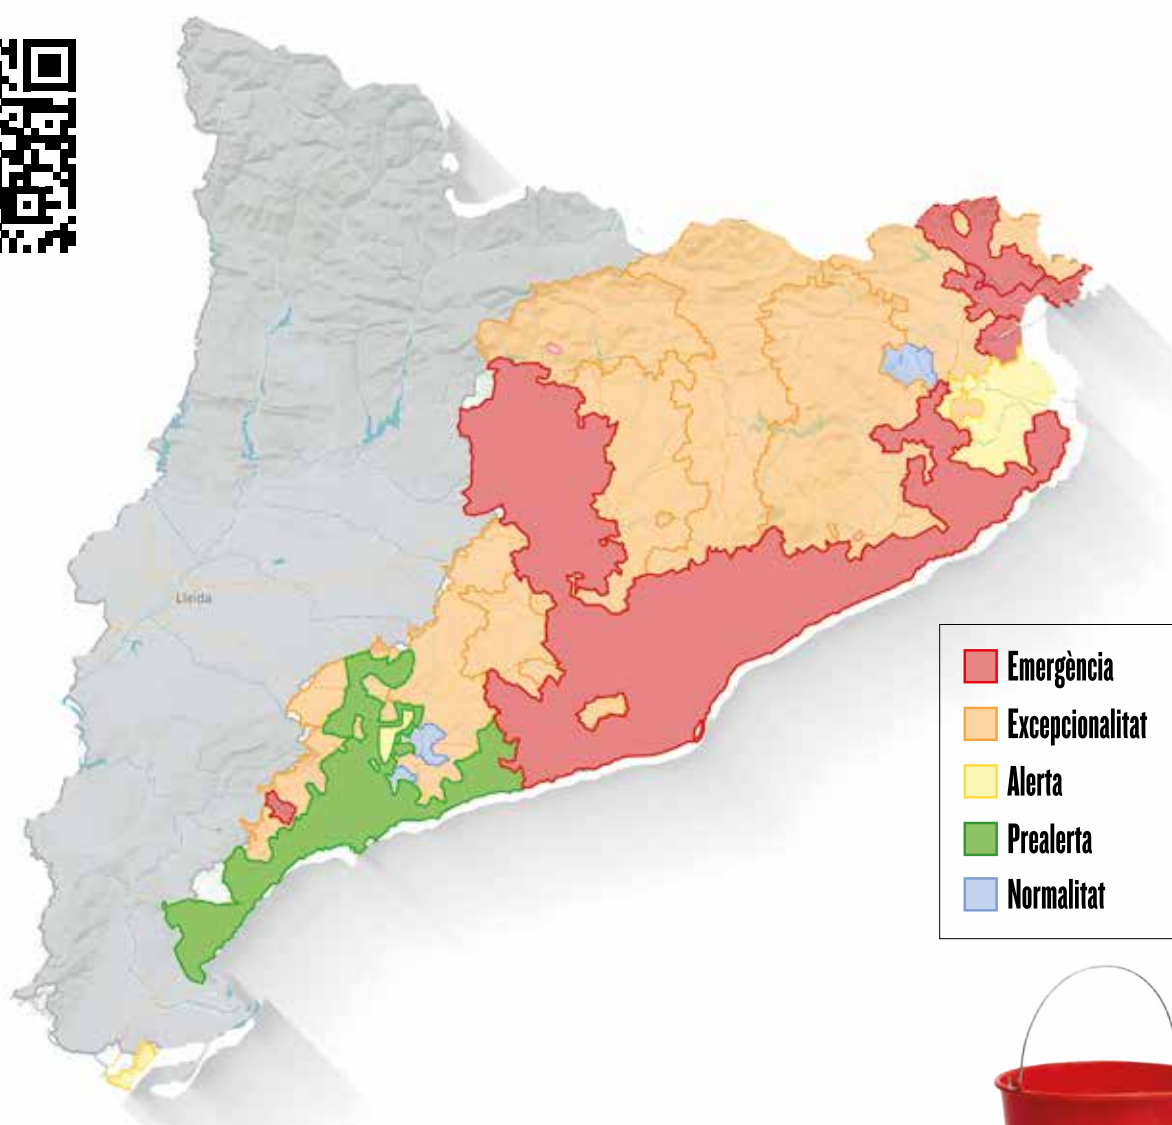 Lleida
Emergència
Excepcionalitat
Alerta
Prealerta
Normalitat